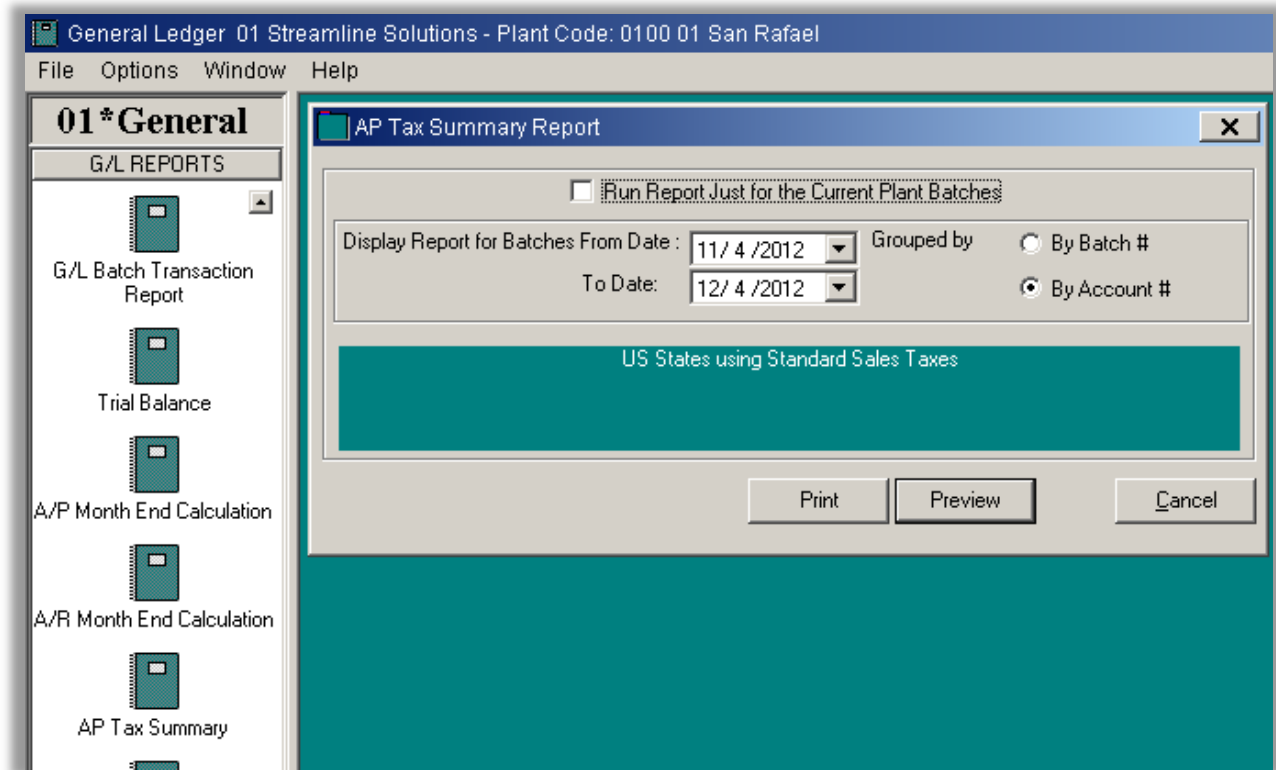 General Ledger 01 Streamline Solutions - Plant Code: 0100 01 San Rafael
File Options Window Help
01*General
G/L REPORTS
G/L Batch Transaction
Report
Trial Balance
A/P Month End Calculation
A/R Month End Calculation
AP Tax Summary
AP Tax Summary Report
Run Report Just for the Current Plant Batches
Display Report for Batches From Date : 11/ 4 /2012 Grouped by By Batch #
To Date: 12/ 4 /2012 By Account #
US States using Standard Sales Taxes
Print Preview Cancel